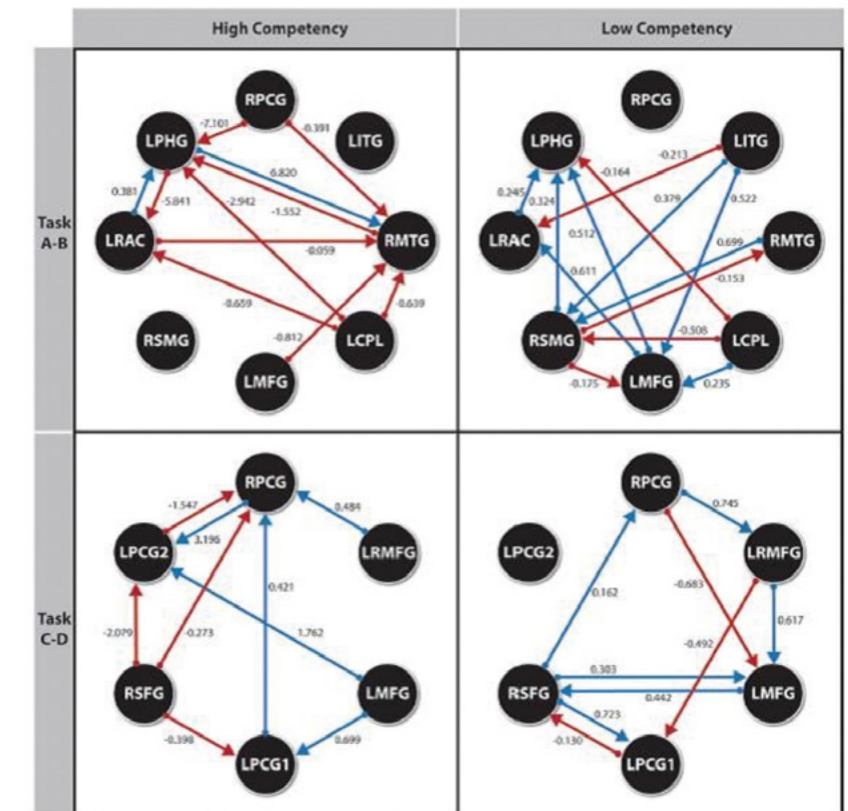 High Competency
Low Competency
Task
A-B
RPCG
LPHG
LITG
LRAC
RMTG
RSMG
LCPL
LMFG
-7.101
-0.391
6.820
0.381
-5.841
-2.942
-1.552
-0.059
-0.659
-0.639
-0.812
RPCG
LPHG
LITG
LRAC
RMTG
RSMG
LCPL
LMFG
-0.213
-0.164
0.245
0.324
0.379
0.522
0.512
0.699
0.611
-0.153
-0.508
-0.175
0.235
Task
C-D
RPCG
LPCG2
LRMFG
RSFG
LMFG
LPCG1
-1.547
0.484
3.196
0.421
-2.079
-0.273
1.762
-0.398
0.699
RPCG
LPCG2
LRMFG
RSFG
LMFG
LPCG1
0.745
0.162
-0.683
0.617
-0.492
0.303
0.442
0.723
-0.130